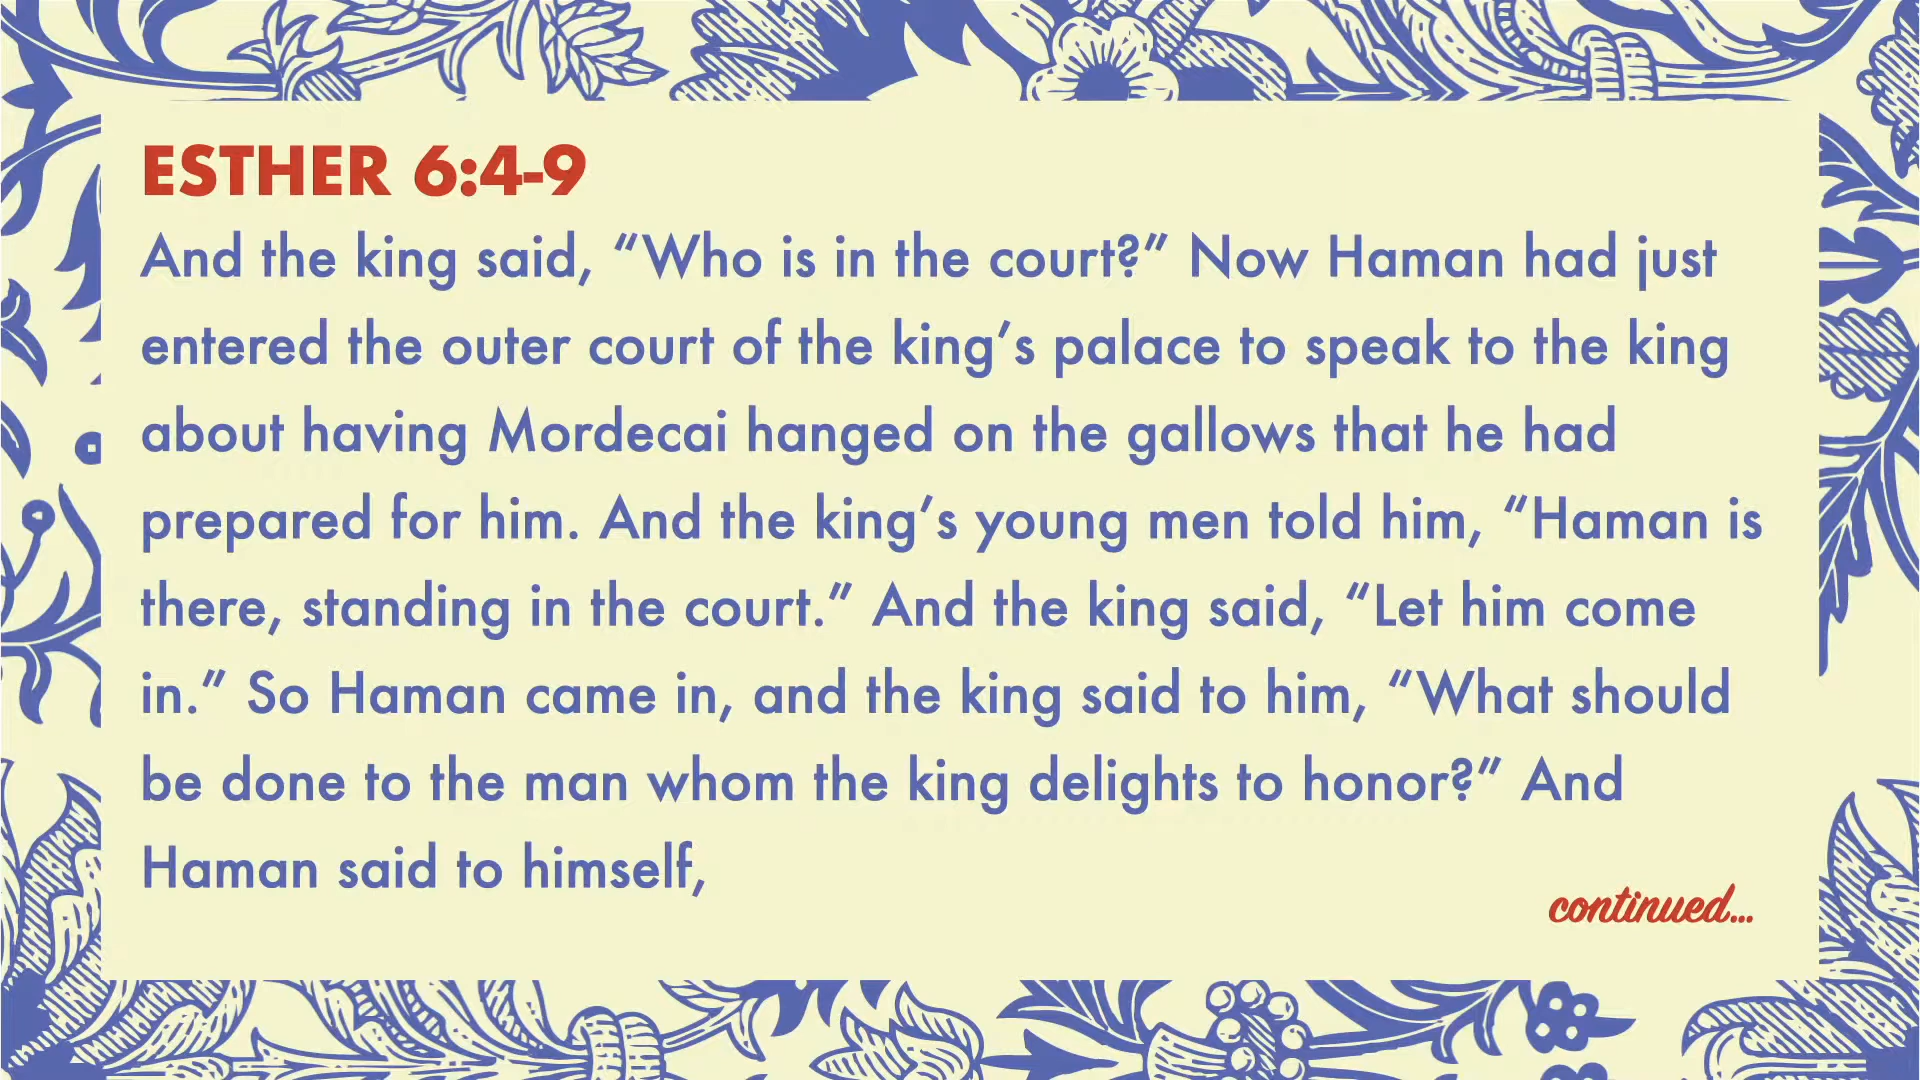 ESTHER 6:4-9
And the king said, “Who is in the court?” Now Haman had just
entered the outer court of the king’s palace to speak to the king
about having Mordecai hanged on the gallows that he had
prepared for him. And the king’s young men told him, “Haman is
there, standing in the court.” And the king said, “Let him come
in.” So Haman came in, and the king said to him, “What should
be done to the man whom the king delights to honor?” And
Haman said to himself,
continued...